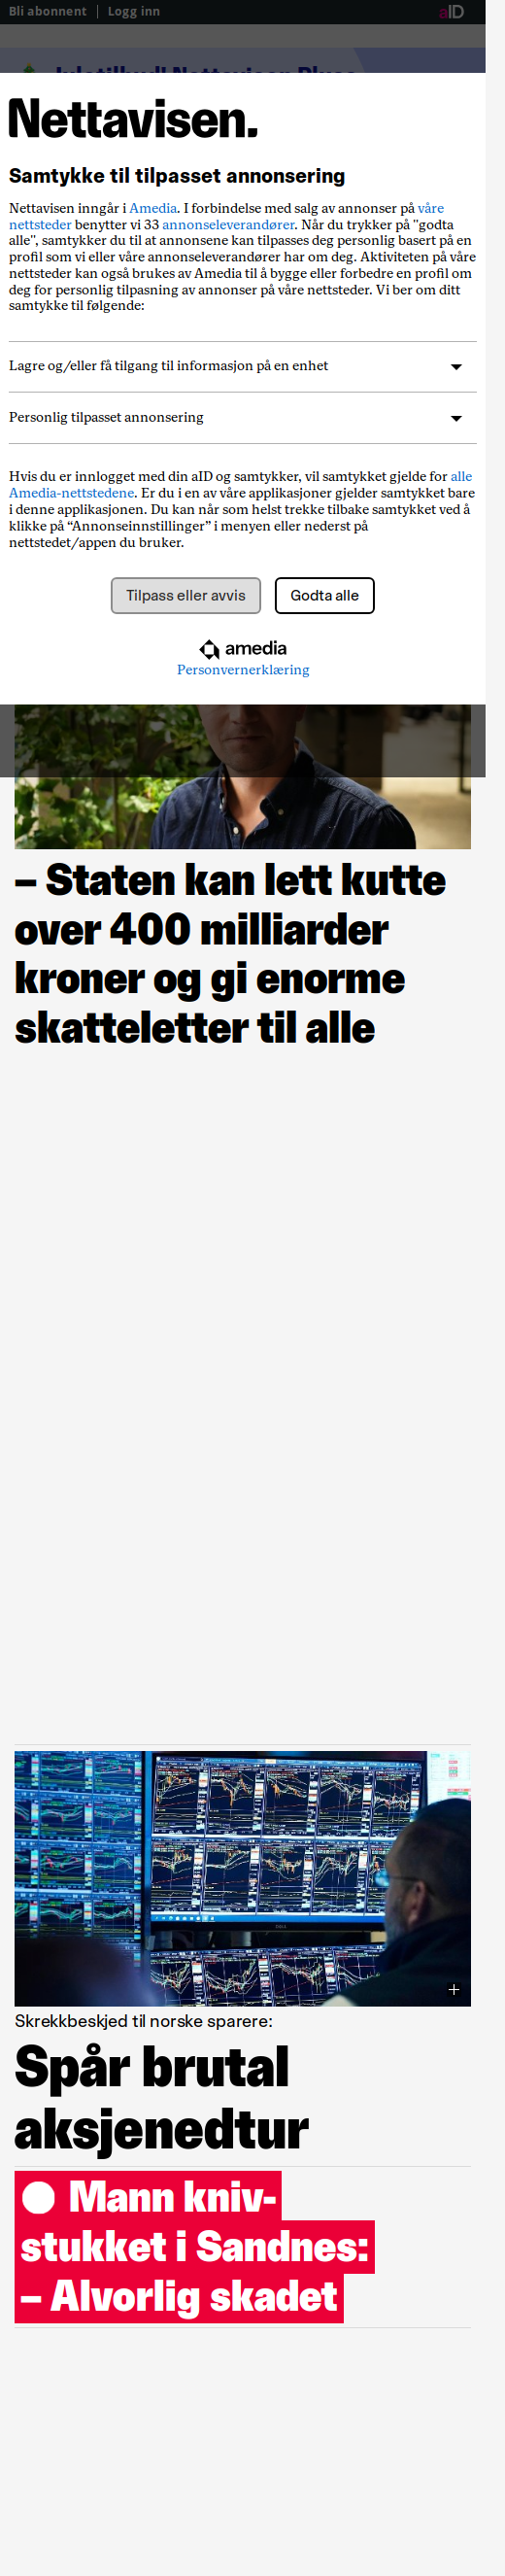 Bli abonnent | Logg inn
aID
Juletilbud! Nettavisen Pluss
Nettavisen.
Samtykke til tilpasset annonsering
Nettavisen inngår i Amedia. I forbindelse med salg av annonser på våre
nettsteder benytter vi 33 annonseleverandører. Når du trykker på "godta
alle", samtykker du til at annonsene kan tilpasses deg personlig basert på en
profil som vi eller våre annonseleverandører har om deg. Aktiviteten på våre
nettsteder kan også brukes av Amedia til å bygge eller forbedre en profil om
deg for personlig tilpasning av annonser på våre nettsteder. Vi ber om ditt
samtykke til følgende:
Lagre og/eller få tilgang til informasjon på en enhet
Personlig tilpasset annonsering
Hvis du er innlogget med din aID og samtykker, vil samtykket gjelde for alle
Amedia-nettstedene. Er du i en av våre applikasjoner gjelder samtykket bare
i denne applikasjonen. Du kan når som helst trekke tilbake samtykket ved å
klikke på “Annonseinnstillinger” i menyen eller nederst på
nettstedet/appen du bruker.
Tilpass eller avvis
Godta alle
amedia
Personvernerklæring
– Staten kan lett kutte
over 400 milliarder
kroner og gi enorme
skatteletter til alle
Skrekkbeskjed til norske sparere:
Spår brutal
aksjenedtur
Mann kniv-
stukket i Sandnes:
– Alvorlig skadet